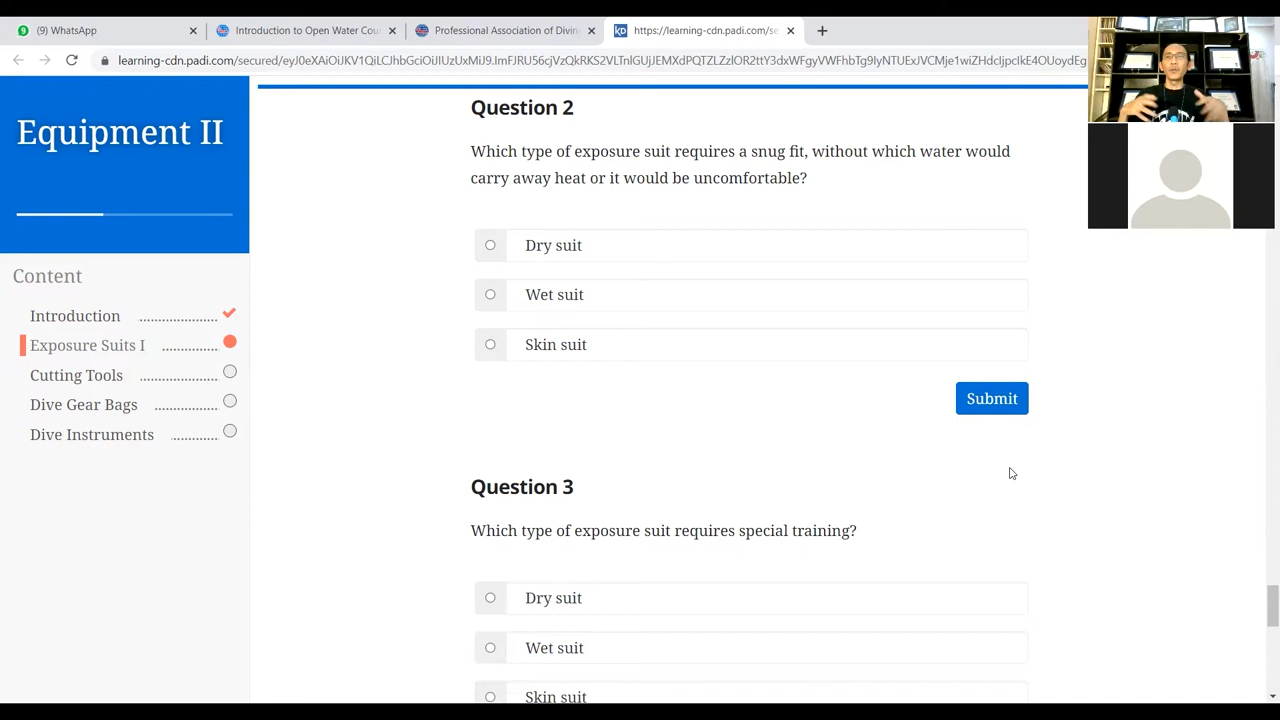 (9) WhatsApp
Introduction to Open Water Cou
Professional Association of Divin
https://learning-cdn.padi.com/se
Equipment II
Content
Introduction
Exposure Suits I
Cutting Tools
Dive Gear Bags
Dive Instruments
Question 2
Which type of exposure suit requires a snug fit, without which water would
carry away heat or it would be uncomfortable?
Dry suit
Wet suit
Skin suit
Submit
Question 3
Which type of exposure suit requires special training?
Dry suit
Wet suit
Skin suit